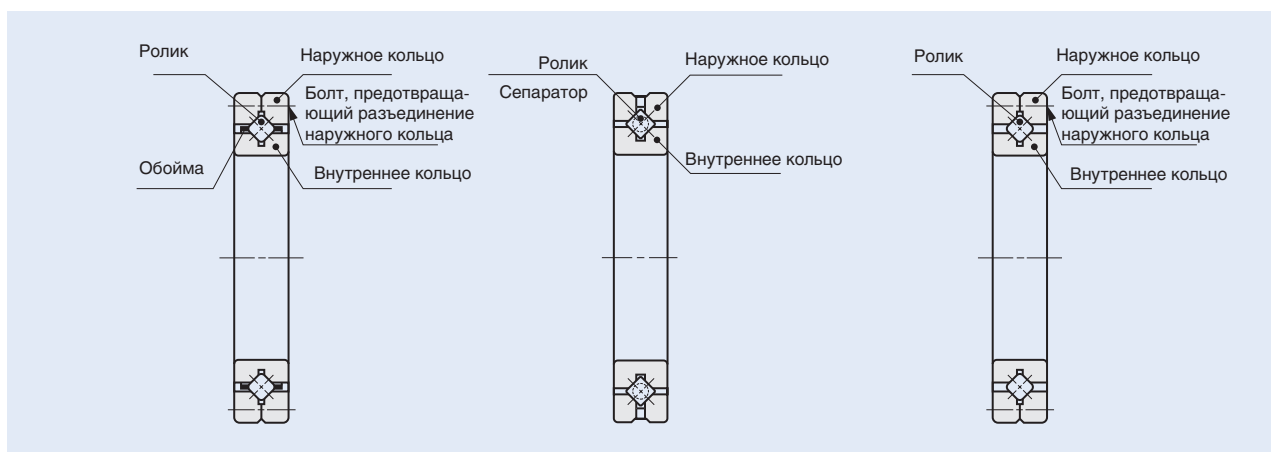 Ролик
Наружное кольцо
Болт, предотвраща-
ющий разъединение
наружного кольца
Обойма
Внутреннее кольцо
Ролик
Сепаратор
Наружное кольцо
Внутреннее кольцо
Ролик
Наружное кольцо
Болт, предотвраща-
ющий разъединение
наружного кольца
Внутреннее кольцо